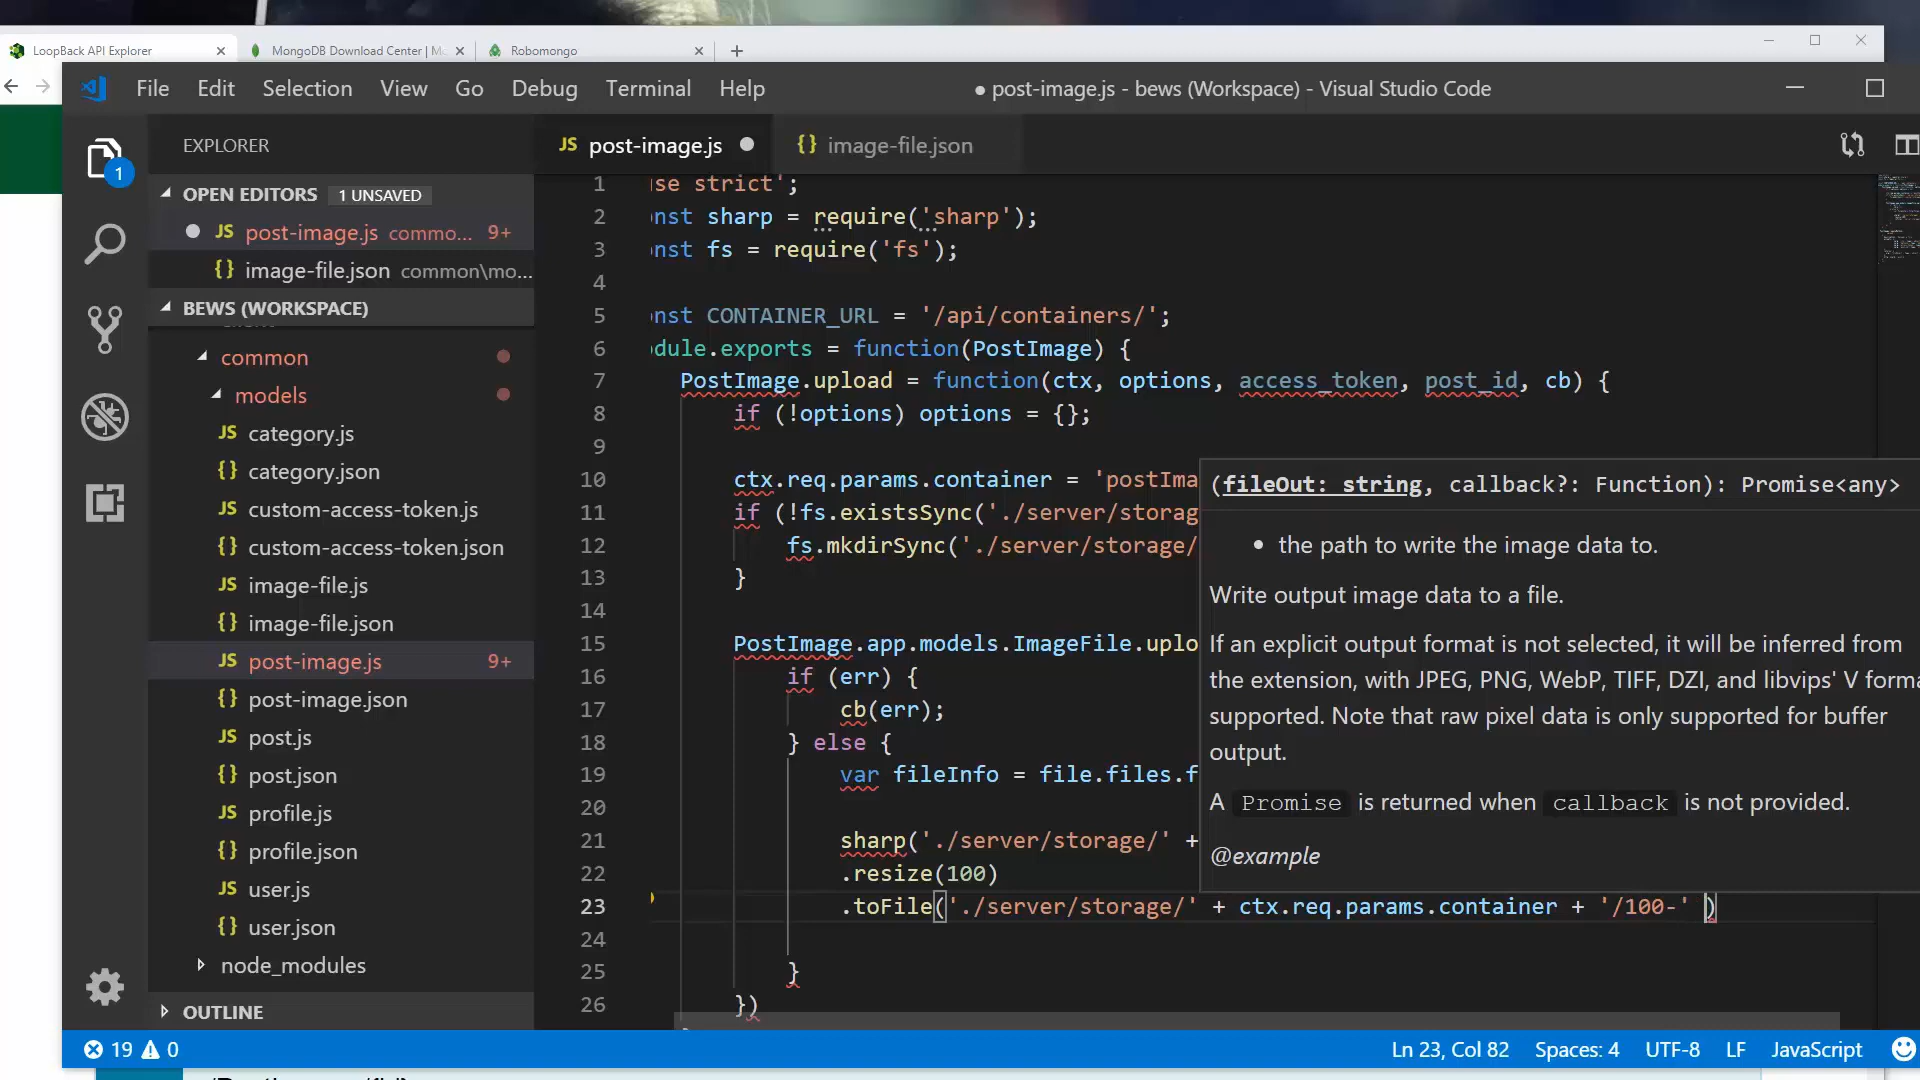 LoopBack API Explorer
MongoDB Download Center | Mo
Robomongo
File Edit Selection View Go Debug Terminal Help
● post-image.js - bews (Workspace) - Visual Studio Code
1
EXPLORER
JS post-image.js ●
{} image-file.json
OPEN EDITORS 1 UNSAVED
JS post-image.js commo... 9+
{} image-file.json common\mo...
BEWS (WORKSPACE)
common
models
JS category.js
{} category.json
JS custom-access-token.js
{} custom-access-token.json
JS image-file.js
{} image-file.json
JS post-image.js 9+
{} post-image.json
JS post.js
{} post.json
JS profile.js
{} profile.json
JS user.js
{} user.json
node_modules
OUTLINE
1 se strict';
2 nst sharp = require('sharp');
3 nst fs = require('fs');
4
5 nst CONTAINER_URL = '/api/containers/';
6 dule.exports = function(PostImage) {
7 PostImage.upload = function(ctx, options, access_token, post_id, cb) {
8 if (!options) options = {};
9
10 ctx.req.params.container = 'postIma
11 if (!fs.existsSync('./server/storag
12 fs.mkdirSync('./server/storage/
13 }
14
15 PostImage.app.models.ImageFile.uplo
16 if (err) {
17 cb(err);
18 } else {
19 var fileInfo = file.files.f
20
21 sharp('./server/storage/' +
22 .resize(100)
23 .toFile('./server/storage/' + ctx.req.params.container + '/100-' )
24
25 }
26 })
(fileOut: string, callback?: Function): Promise<any>
• the path to write the image data to.
Write output image data to a file.
If an explicit output format is not selected, it will be inferred from
the extension, with JPEG, PNG, WebP, TIFF, DZI, and libvips' V forma
supported. Note that raw pixel data is only supported for buffer
output.
A Promise is returned when callback is not provided.
@example
19 0
Ln 23, Col 82 Spaces: 4 UTF-8 LF JavaScript